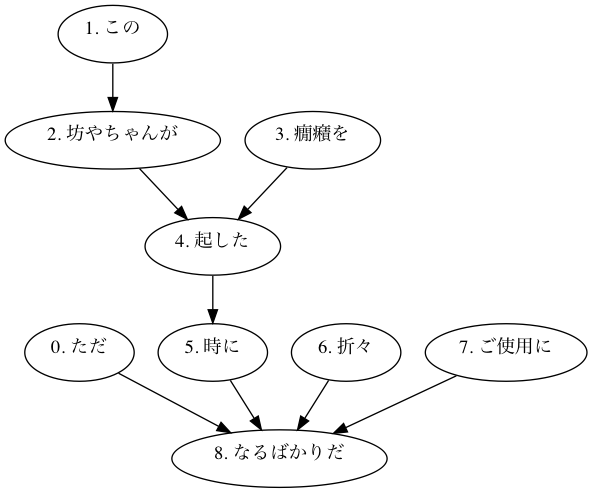 1. この
2. 坊やちゃんが
3. 癇癪を
4. 起した
0. ただ
5. 時に
6. 折々
7. ご使用に
8. なるばかりだ